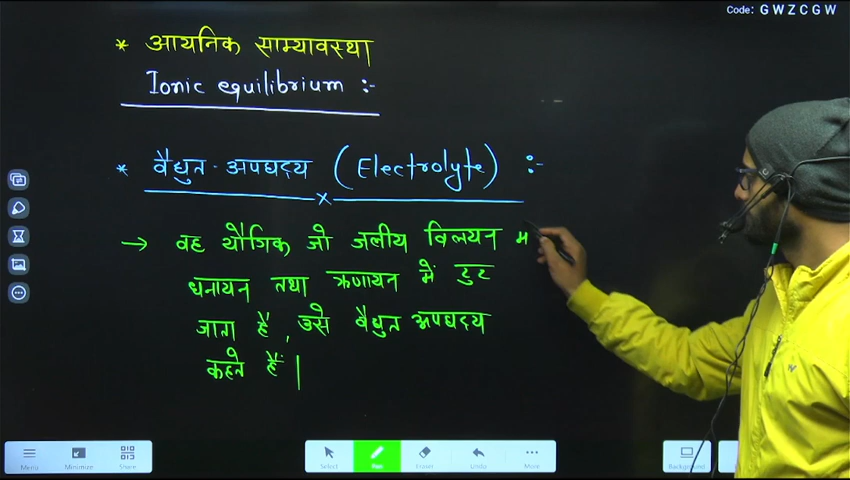 Code: G W Z C G W
* आयनिक साम्यावस्था
Ionic equilibrium :-
* वैद्युत-अपघट्य (Electrolyte) :-
→ वह यौगिक जो जलीय विलयन म
धनायन तथा ऋणायन में टुट
जाता है, उसे वैद्युत अपघट्य
कहते हैं|
Menu Minimize Share Select Pen Eraser Undo More Background